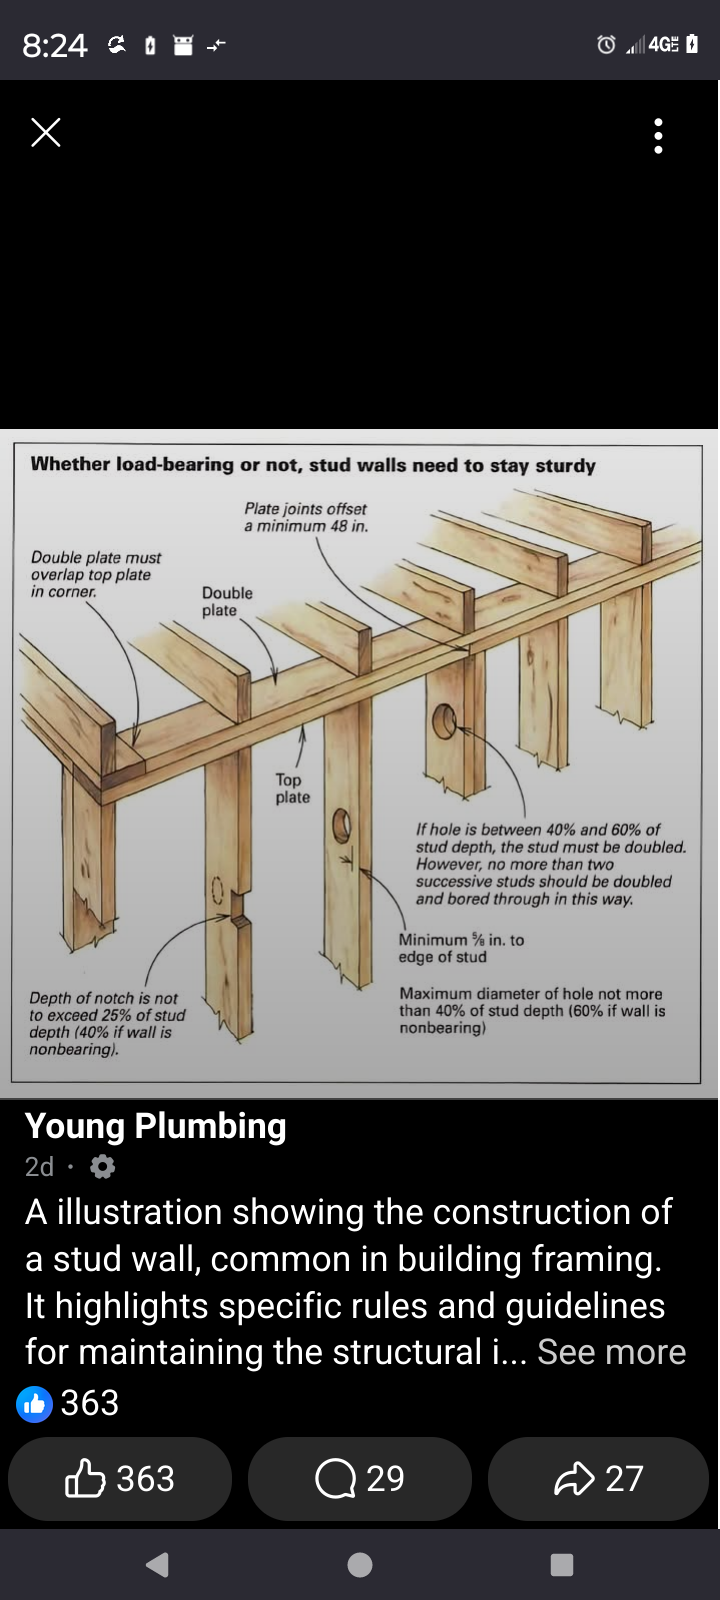 8:24
4G LTE
Whether load-bearing or not, stud walls need to stay sturdy
Plate joints offset
a minimum 48 in.
Double plate must
overlap top plate
in corner.
Double
plate
Top
plate
If hole is between 40% and 60% of
stud depth, the stud must be doubled.
However, no more than two
successive studs should be doubled
and bored through in this way.
Minimum ⅝ in. to
edge of stud
Depth of notch is not
to exceed 25% of stud
depth (40% if wall is
nonbearing).
Maximum diameter of hole not more
than 40% of stud depth (60% if wall is
nonbearing)
Young Plumbing
2d ·
A illustration showing the construction of
a stud wall, common in building framing.
It highlights specific rules and guidelines
for maintaining the structural i... See more
363
363
29
27